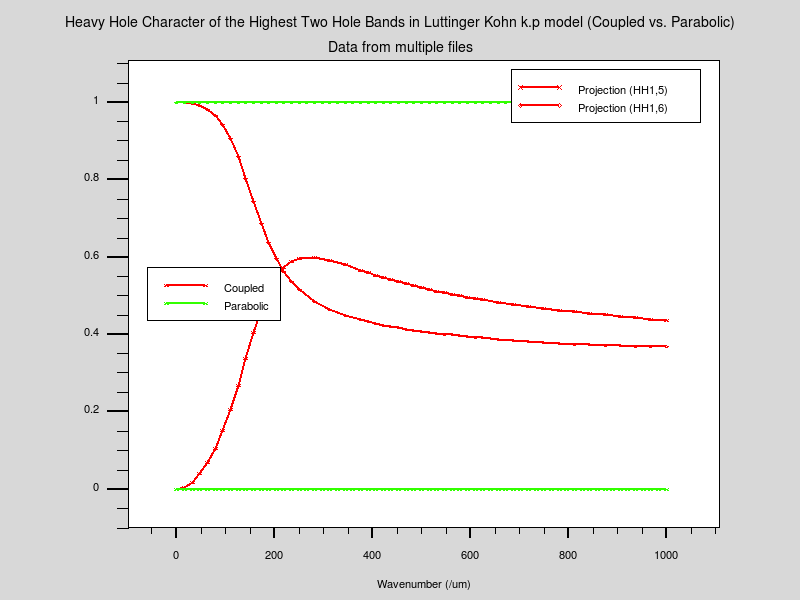 Heavy Hole Character of the Highest Two Hole Bands in Luttinger Kohn k.p model (Coupled vs. Parabolic)
Data from multiple files
Projection (HH1,5)
Projection (HH1,6)
1
0.8
0.6
Coupled
Parabolic
0.4
0.2
0
0 200 400 600 800 1000
Wavenumber (/um)